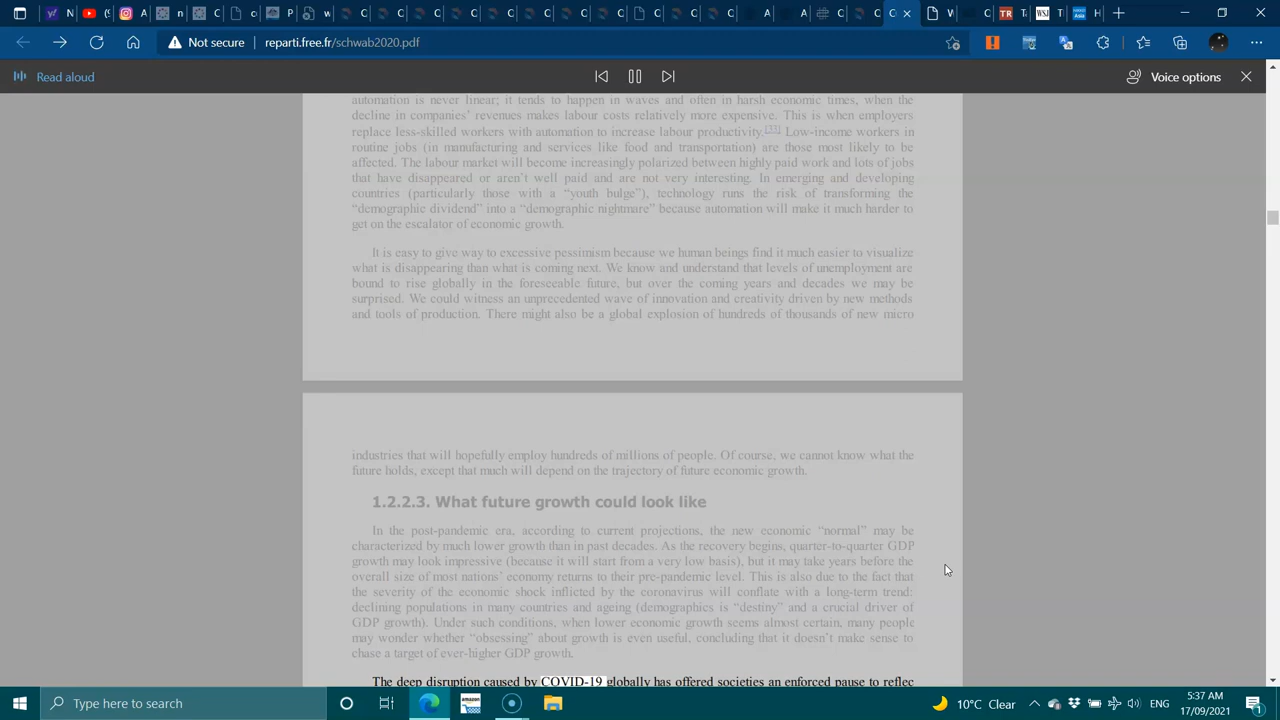 Not secure
reparti.free.fr/schwab2020.pdf
Read aloud
Voice options
automation is never linear; it tends to happen in waves and often in harsh economic times, when the
decline in companies' revenues makes labour costs relatively more expensive. This is when employers
replace less-skilled workers with automation to increase labour productivity.[33] Low-income workers in
routine jobs (in manufacturing and services like food and transportation) are those most likely to be
affected. The labour market will become increasingly polarized between highly paid work and lots of jobs
that have disappeared or aren't well paid and are not very interesting. In emerging and developing
countries (particularly those with a “youth bulge”), technology runs the risk of transforming the
“demographic dividend” into a “demographic nightmare” because automation will make it much harder to
get on the escalator of economic growth.
It is easy to give way to excessive pessimism because we human beings find it much easier to visualize
what is disappearing than what is coming next. We know and understand that levels of unemployment are
bound to rise globally in the foreseeable future, but over the coming years and decades we may be
surprised. We could witness an unprecedented wave of innovation and creativity driven by new methods
and tools of production. There might also be a global explosion of hundreds of thousands of new micro
industries that will hopefully employ hundreds of millions of people. Of course, we cannot know what the
future holds, except that much will depend on the trajectory of future economic growth.
1.2.2.3. What future growth could look like
In the post-pandemic era, according to current projections, the new economic “normal” may be
characterized by much lower growth than in past decades. As the recovery begins, quarter-to-quarter GDP
growth may look impressive (because it will start from a very low basis), but it may take years before the
overall size of most nations' economy returns to their pre-pandemic level. This is also due to the fact that
the severity of the economic shock inflicted by the coronavirus will conflate with a long-term trend:
declining populations in many countries and ageing (demographics is “destiny” and a crucial driver of
GDP growth). Under such conditions, when lower economic growth seems almost certain, many people
may wonder whether “obsessing” about growth is even useful, concluding that it doesn't make sense to
chase a target of ever-higher GDP growth.
The deep disruption caused by COVID-19 globally has offered societies an enforced pause to reflec
Type here to search
amazon
10°C Clear
ENG
5:37 AM
17/09/2021